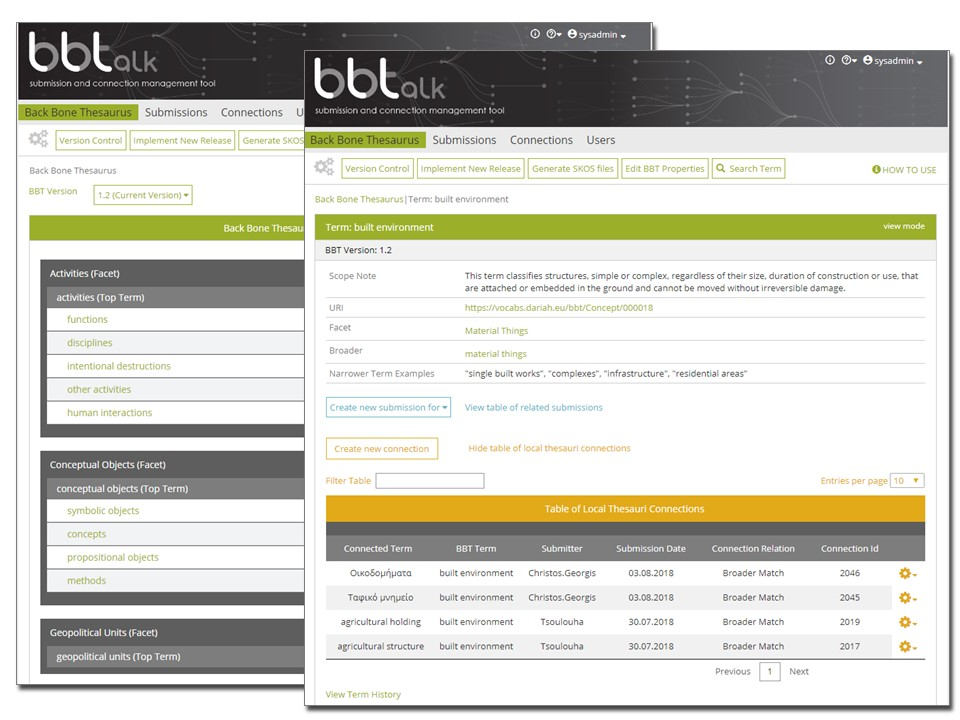 bbtalk
submission and connection management tool
sysadmin
Back Bone Thesaurus Submissions Connections U
Version Control Implement New Release Generate SKOS
Back Bone Thesaurus
BBT Version 1.2 (Current Version)
Back Bone Thesau
Activities (Facet)
activities (Top Term)
functions
disciplines
intentional destructions
other activities
human interactions
Conceptual Objects (Facet)
conceptual objects (Top Term)
symbolic objects
concepts
propositional objects
methods
Geopolitical Units (Facet)
geopolitical units (Top Term)
bbtalk
submission and connection management tool
sysadmin
Back Bone Thesaurus Submissions Connections Users
Version Control Implement New Release Generate SKOS files Edit BBT Properties Search Term HOW TO USE
Back Bone Thesaurus|Term: built environment
Term: built environment view mode
BBT Version: 1.2
Scope Note This term classifies structures, simple or complex, regardless of their size, duration of construction or use, that
are attached or embedded in the ground and cannot be moved without irreversible damage.
URI https://vocabs.dariah.eu/bbt/Concept/000018
Facet Material Things
Broader material things
Narrower Term Examples "single built works", "complexes", "infrastructure", "residential areas"
Create new submission for View table of related submissions
Create new connection Hide table of local thesauri connections
Filter Table Entries per page 10
Table of Local Thesauri Connections
Connected Term BBT Term Submitter Submission Date Connection Relation Connection Id
Οικοδομήματα built environment Christos.Georgis 03.08.2018 Broader Match 2046
Ταφικό μνημείο built environment Christos.Georgis 03.08.2018 Broader Match 2045
agricultural holding built environment Tsoulouha 30.07.2018 Broader Match 2019
agricultural structure built environment Tsoulouha 30.07.2018 Broader Match 2017
Previous 1 Next
View Term History